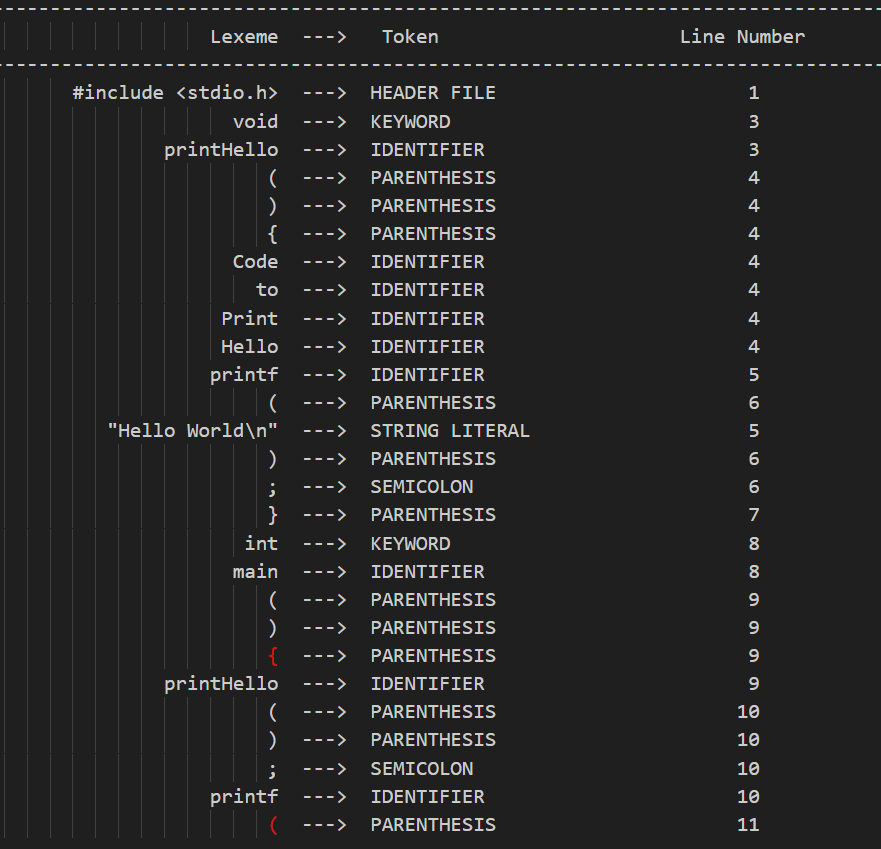 Lexeme ---> Token Line Number
#include <stdio.h> ---> HEADER FILE 1
void ---> KEYWORD 3
printHello ---> IDENTIFIER 3
( ---> PARENTHESIS 4
) ---> PARENTHESIS 4
{ ---> PARENTHESIS 4
Code ---> IDENTIFIER 4
to ---> IDENTIFIER 4
Print ---> IDENTIFIER 4
Hello ---> IDENTIFIER 4
printf ---> IDENTIFIER 5
( ---> PARENTHESIS 6
"Hello World\n" ---> STRING LITERAL 5
) ---> PARENTHESIS 6
; ---> SEMICOLON 6
} ---> PARENTHESIS 7
int ---> KEYWORD 8
main ---> IDENTIFIER 8
( ---> PARENTHESIS 9
) ---> PARENTHESIS 9
{ ---> PARENTHESIS 9
printHello ---> IDENTIFIER 9
( ---> PARENTHESIS 10
) ---> PARENTHESIS 10
; ---> SEMICOLON 10
printf ---> IDENTIFIER 10
( ---> PARENTHESIS 11